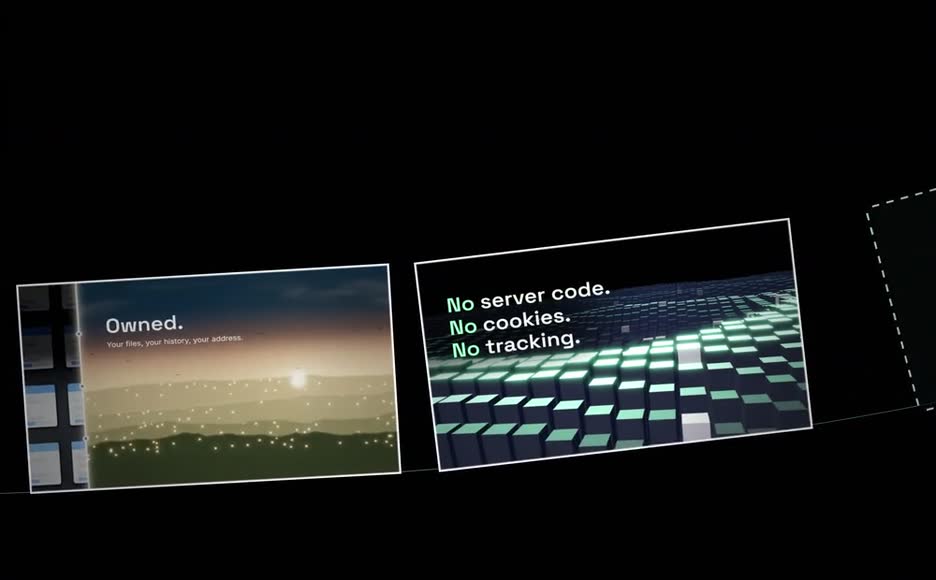 Owned.
Your files, your history, your address.
No server code.
No cookies.
No tracking.